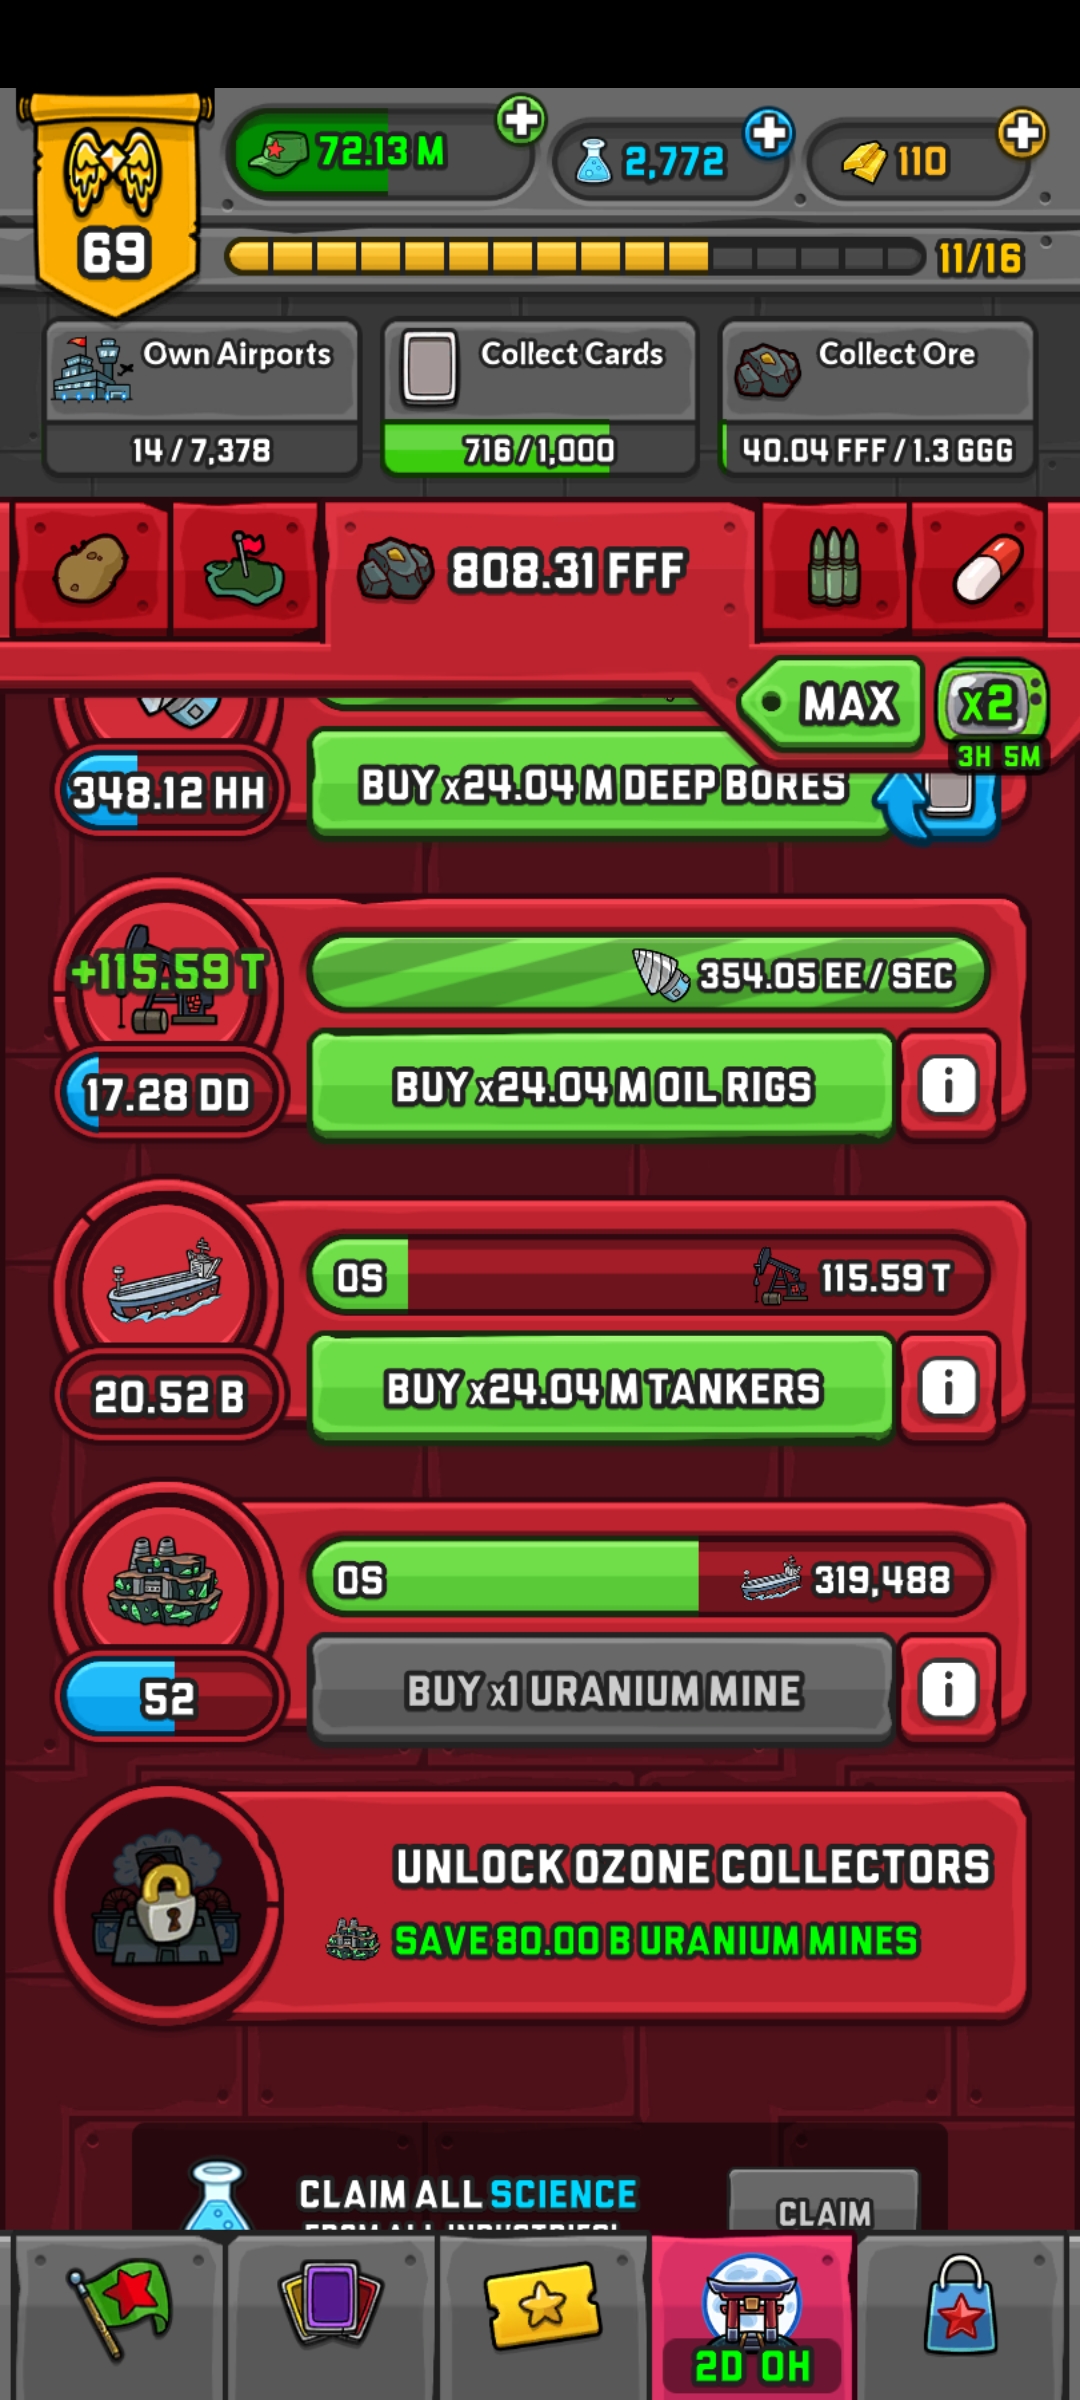 72.13 M
2,772
110
69
11/16
Own Airports
Collect Cards
Collect Ore
14 / 7,378
716 / 1,000
40.04 FFF / 1.3 GGG
808.31 FFF
MAX
x2
3H 5M
348.12 HH
BUY x24.04 M DEEP BORES
+115.59 T
354.05 EE / SEC
17.28 DD
BUY x24.04 M OIL RIGS
i
0S
115.59 T
20.52 B
BUY x24.04 M TANKERS
i
0S
319,488
52
BUY x1 URANIUM MINE
i
UNLOCK OZONE COLLECTORS
SAVE 80.00 B URANIUM MINES
CLAIM ALL SCIENCE
FROM ALL INDUSTRIES!
CLAIM
2D 0H